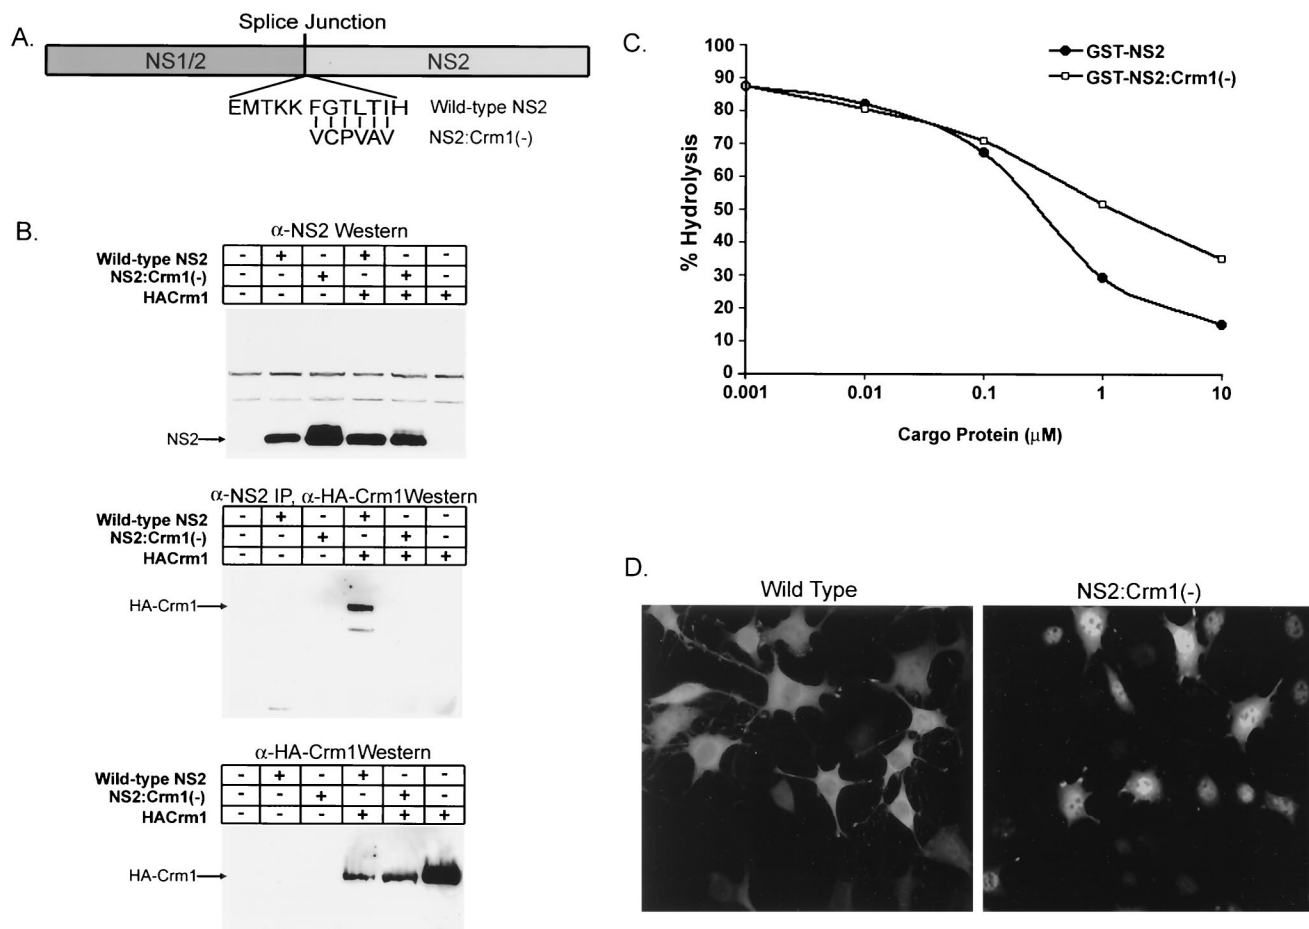 A.
Splice Junction
NS1/2 NS2
EMTKK FGTLTIH Wild-type NS2
VCPVAV NS2:Crm1(-)
B.
α-NS2 Western
Wild-type NS2 - + - + - -
NS2:Crm1(-) - - + - + -
HACrm1 - - - + + +
NS2
α-NS2 IP, α-HA-Crm1Western
Wild-type NS2 - + - + - -
NS2:Crm1(-) - - + - + -
HACrm1 - - - + + +
HA-Crm1
α-HA-Crm1Western
Wild-type NS2 - + - + - -
NS2:Crm1(-) - - + - + -
HACrm1 - - - + + +
HA-Crm1
C.
GST-NS2
GST-NS2:Crm1(-)
% Hydrolysis
100
90
80
70
60
50
40
30
20
10
0
0.001 0.01 0.1 1 10
Cargo Protein (μM)
D.
Wild Type NS2:Crm1(-)